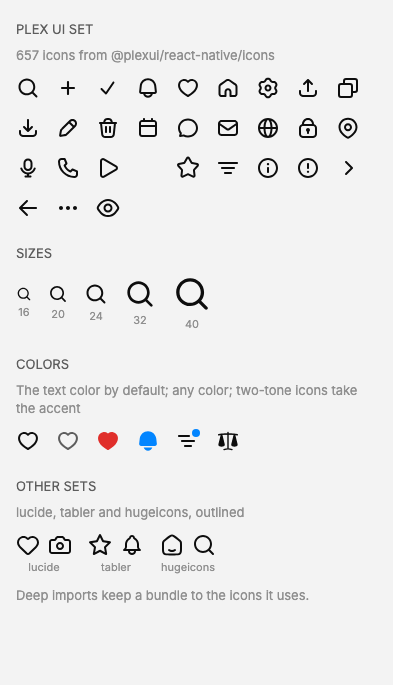 PLEX UI SET
657 icons from @plexui/react-native/icons
SIZES
16 20 24 32 40
COLORS
The text color by default; any color; two-tone icons take
the accent
OTHER SETS
lucide, tabler and hugeicons, outlined
lucide tabler hugeicons
Deep imports keep a bundle to the icons it uses.